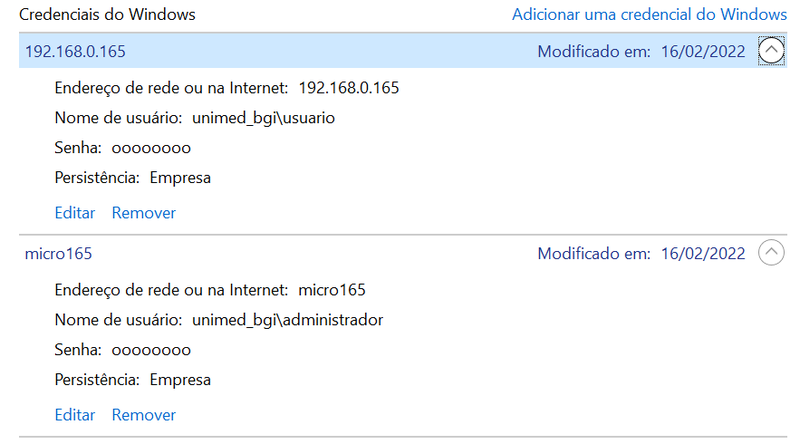 Credenciais do Windows Adicionar uma credencial do Windows
192.168.0.165 Modificado em: 16/02/2022
Endereço de rede ou na Internet: 192.168.0.165
Nome de usuário: unimed_bgi\usuario
Senha: oooooooo
Persistência: Empresa
Editar Remover
micro165 Modificado em: 16/02/2022
Endereço de rede ou na Internet: micro165
Nome de usuário: unimed_bgi\administrador
Senha: oooooooo
Persistência: Empresa
Editar Remover